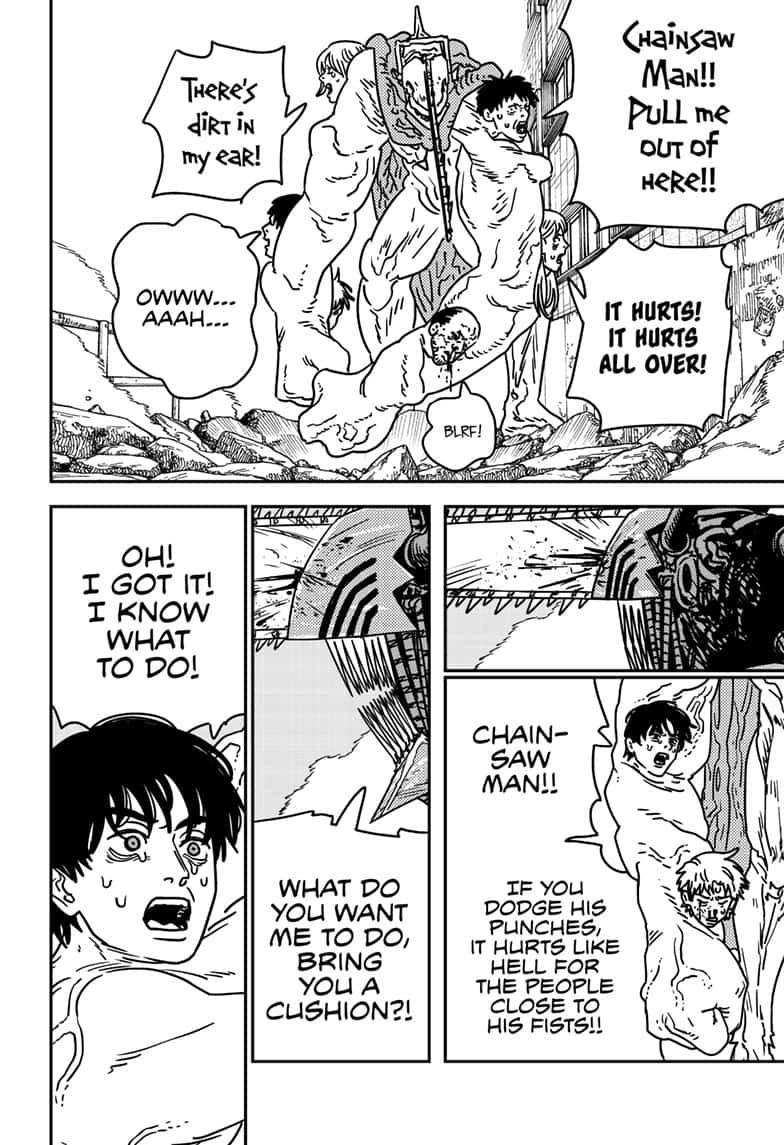 CHAINSAW
MAN!!
PULL ME
OUT OF
HERE!!
THERE'S
DIRT IN
MY EAR!
IT HURTS!
IT HURTS
ALL OVER!
OWWW...
AAAH...
BLRF!
CHAIN-
SAW
MAN!!
IF YOU
DODGE HIS
PUNCHES,
IT HURTS LIKE
HELL FOR
THE PEOPLE
CLOSE TO
HIS FISTS!!
WHAT DO
YOU WANT
ME TO DO,
BRING
YOU A
CUSHION?!
OH!
I GOT IT!
I KNOW
WHAT
TO DO!